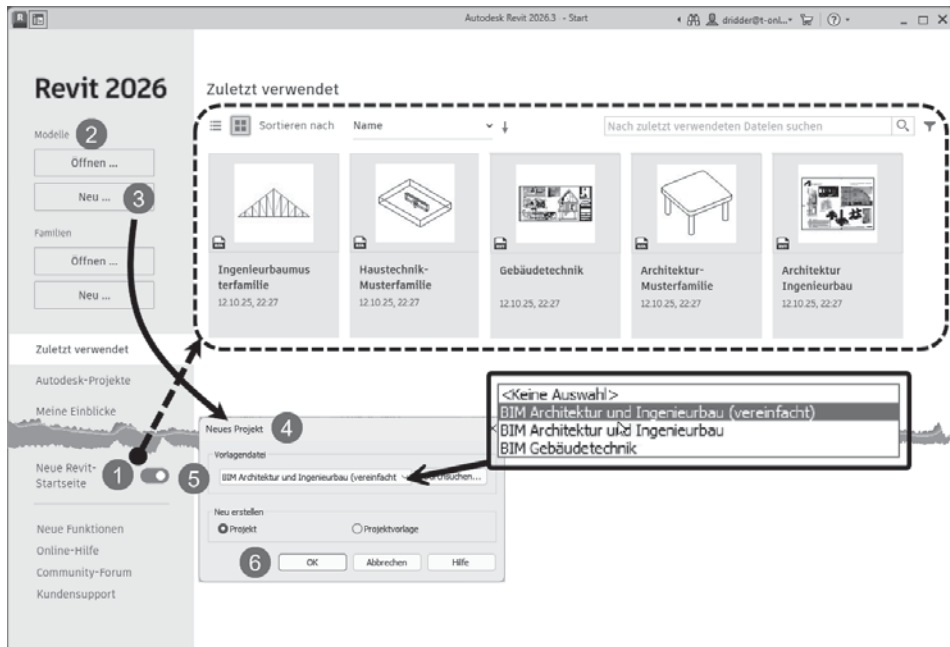 Autodesk Revit 2026.3 - Start
dridder@t-onl...
Revit 2026
Modelle 2
Öffnen ...
Neu ... 3
Familien
Öffnen ...
Neu ...
Zuletzt verwendet
Autodesk-Projekte
Meine Einblicke
Neue Revit-
Startseite
1
Neue Funktionen
Online-Hilfe
Community-Forum
Kundensupport
Zuletzt verwendet
Sortieren nach Name
Nach zuletzt verwendeten Dateien suchen
Ingenieurbaumus
terfamilie
12.10.25, 22:27
Haustechnik-
Musterfamilie
12.10.25, 22:27
Gebäudetechnik
12.10.25, 22:27
Architektur-
Musterfamilie
12.10.25, 22:27
Architektur
Ingenieurbau
12.10.25, 22:27
<Keine Auswahl>
BIM Architektur und Ingenieurbau (vereinfacht)
BIM Architektur und Ingenieurbau
BIM Gebäudetechnik
Neues Projekt 4
Vorlagendatei
5
BIM Architektur und Ingenieurbau (vereinfacht
Neu erstellen
Projekt Projektvorlage
6 OK Abbrechen Hilfe